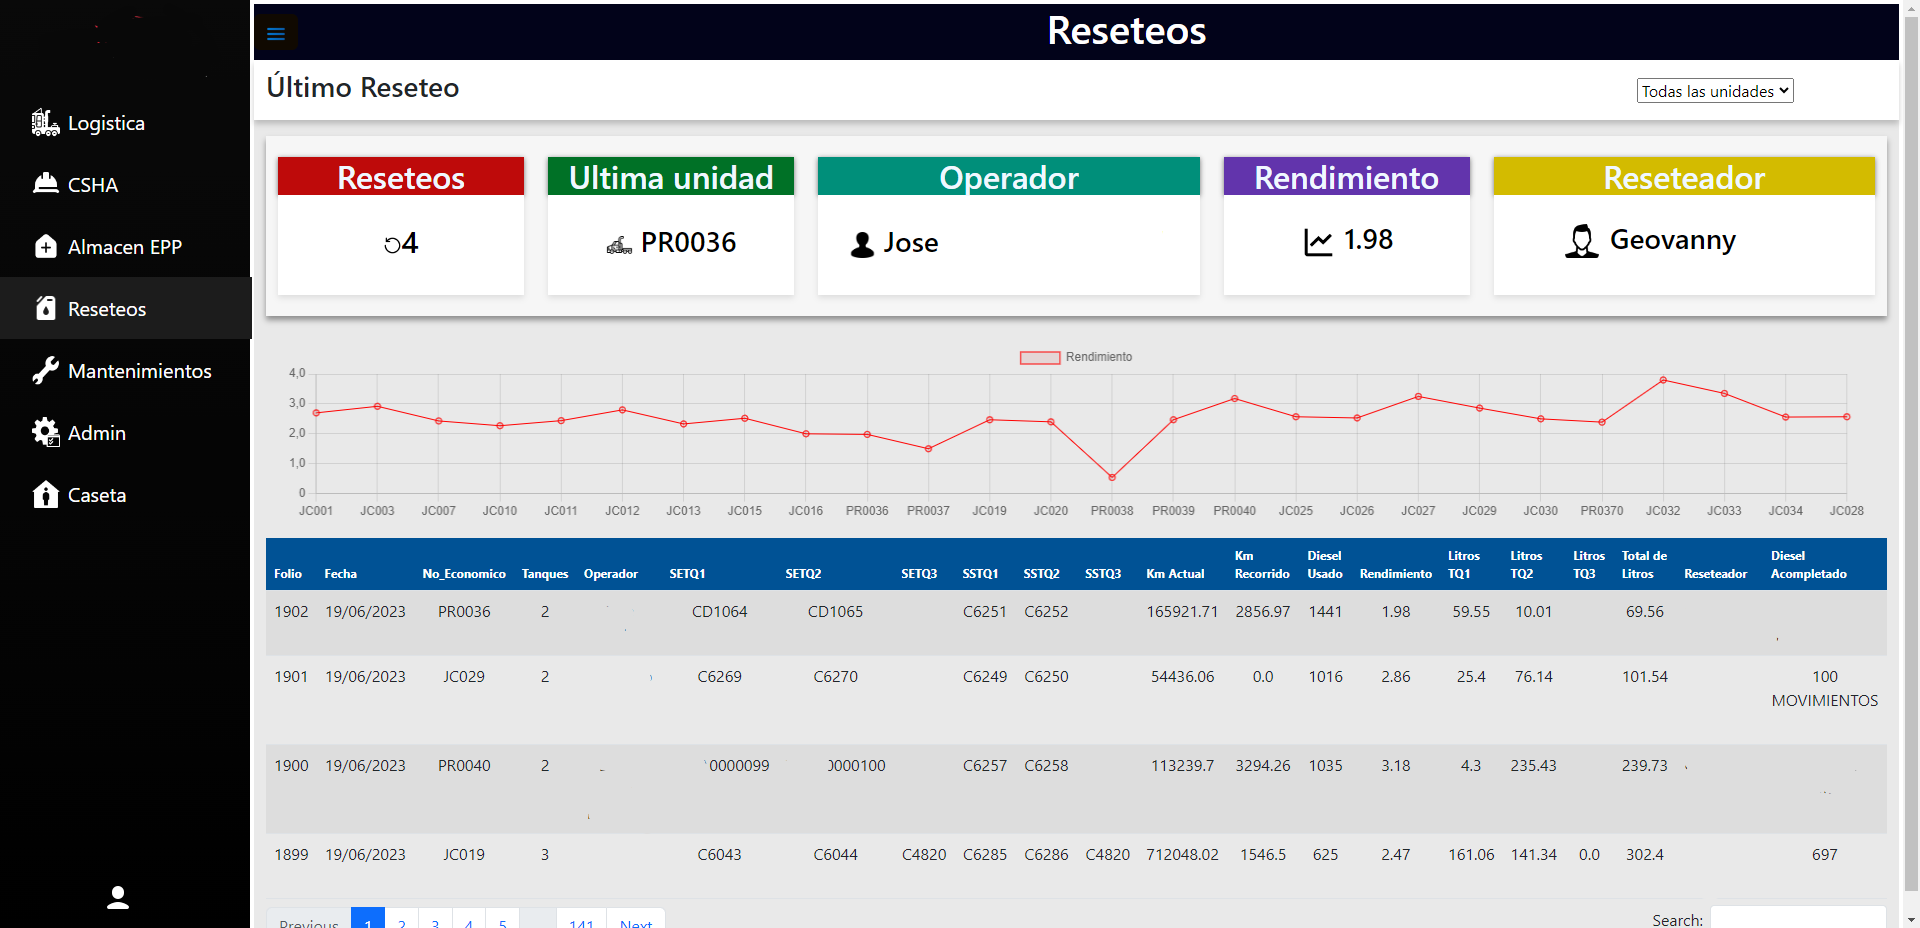 Reseteos
Último Reseteo
Todas las unidades
Logistica
CSHA
Almacen EPP
Reseteos
Mantenimientos
Admin
Caseta
Reseteos
4
Ultima unidad
PR0036
Operador
Jose
Rendimiento
1.98
Reseteador
Geovanny
Rendimiento
4,0
3,0
2,0
1,0
0
JC001 JC003 JC007 JC010 JC011 JC012 JC013 JC015 JC016 PR0036 PR0037 JC019 JC020 PR0038 PR0039 PR0040 JC025 JC026 JC027 JC029 JC030 PR0370 JC032 JC033 JC034 JC028
Folio Fecha No_Economico Tanques Operador SETQ1 SETQ2 SETQ3 SSTQ1 SSTQ2 SSTQ3 Km Actual Km Recorrido Diesel Usado Rendimiento Litros TQ1 Litros TQ2 Litros TQ3 Total de Litros Reseteador Diesel Acompletado
1902 19/06/2023 PR0036 2 CD1064 CD1065 C6251 C6252 165921.71 2856.97 1441 1.98 59.55 10.01 69.56
1901 19/06/2023 JC029 2 C6269 C6270 C6249 C6250 54436.06 0.0 1016 2.86 25.4 76.14 101.54 100
MOVIMIENTOS
1900 19/06/2023 PR0040 2 0000099 0000100 C6257 C6258 113239.7 3294.26 1035 3.18 4.3 235.43 239.73
1899 19/06/2023 JC019 3 C6043 C6044 C4820 C6285 C6286 C4820 712048.02 1546.5 625 2.47 161.06 141.34 0.0 302.4 697
Previous 1 2 3 4 5 141 Next
Search: